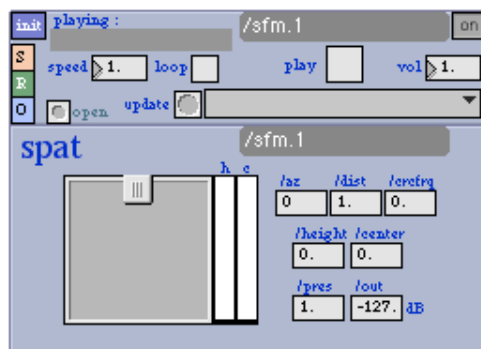 init playing : /sfm.1 on
S speed 1. loop play vol 1.
R
O open update
spat /sfm.1
h c
/az /dist /crcfrq
0 1. 0.
/height /center
0. 0.
/pres /out
1. -127. dB